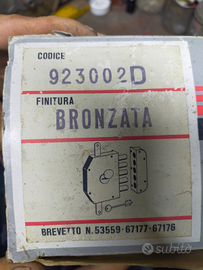 CODICE
923002D
FINITURA
BRONZATA
BREVETTO N. 53559-67177-67176
subito